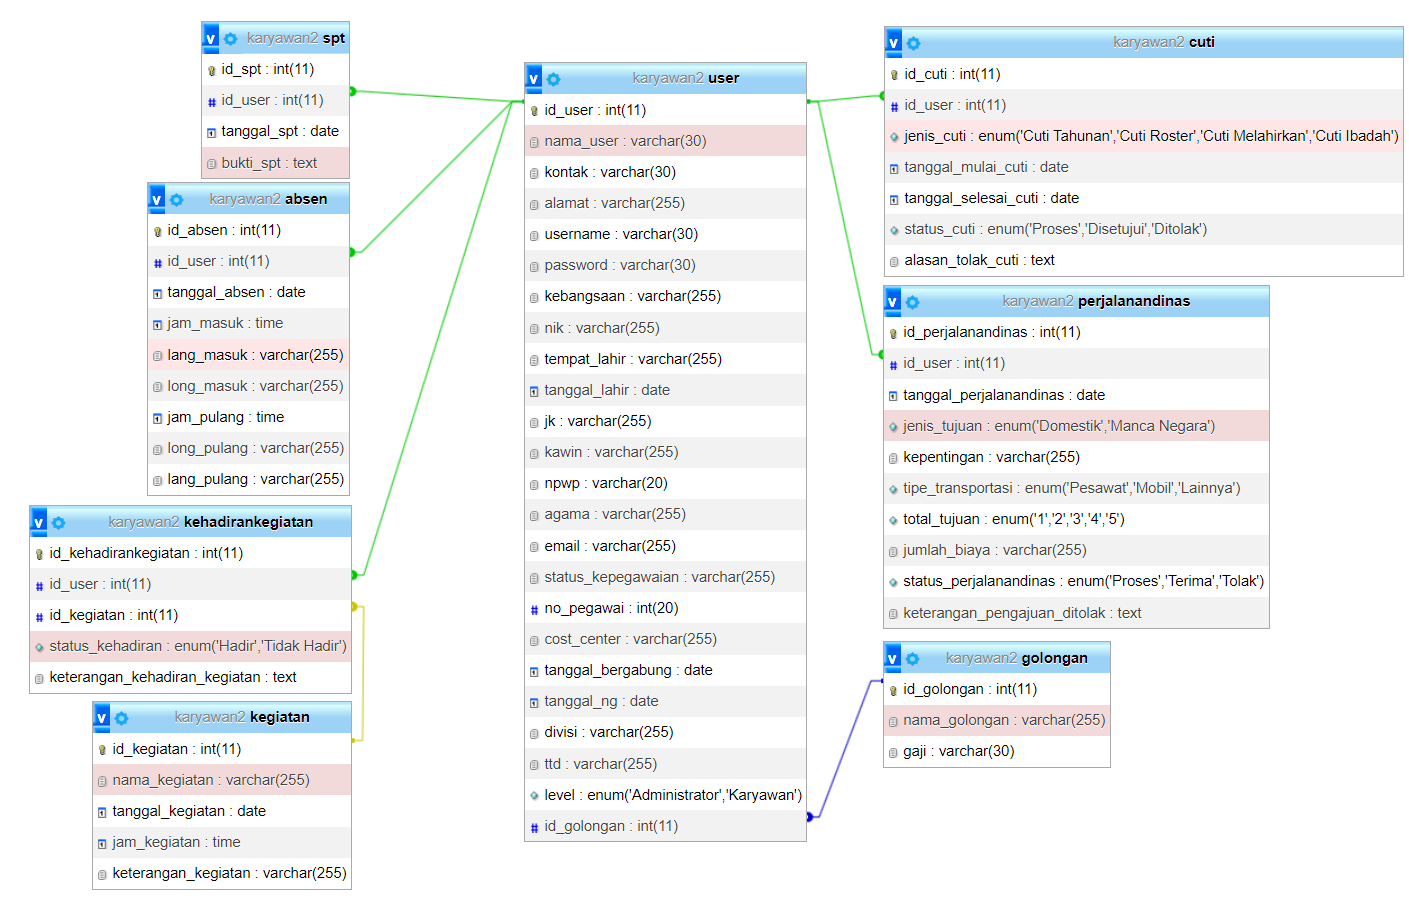 karyawan2 spt
id_spt : int(11)
id_user : int(11)
tanggal_spt : date
bukti_spt : text
karyawan2 absen
id_absen : int(11)
id_user : int(11)
tanggal_absen : date
jam_masuk : time
lang_masuk : varchar(255)
long_masuk : varchar(255)
jam_pulang : time
long_pulang : varchar(255)
lang_pulang : varchar(255)
karyawan2 kehadirankegiatan
id_kehadirankegiatan : int(11)
id_user : int(11)
id_kegiatan : int(11)
status_kehadiran : enum('Hadir','Tidak Hadir')
keterangan_kehadiran_kegiatan : text
karyawan2 kegiatan
id_kegiatan : int(11)
nama_kegiatan : varchar(255)
tanggal_kegiatan : date
jam_kegiatan : time
keterangan_kegiatan : varchar(255)
karyawan2 user
id_user : int(11)
nama_user : varchar(30)
kontak : varchar(30)
alamat : varchar(255)
username : varchar(30)
password : varchar(30)
kebangsaan : varchar(255)
nik : varchar(255)
tempat_lahir : varchar(255)
tanggal_lahir : date
jk : varchar(255)
kawin : varchar(255)
npwp : varchar(20)
agama : varchar(255)
email : varchar(255)
status_kepegawaian : varchar(255)
no_pegawai : int(20)
cost_center : varchar(255)
tanggal_bergabung : date
tanggal_ng : date
divisi : varchar(255)
ttd : varchar(255)
level : enum('Administrator','Karyawan')
id_golongan : int(11)
karyawan2 cuti
id_cuti : int(11)
id_user : int(11)
jenis_cuti : enum('Cuti Tahunan','Cuti Roster','Cuti Melahirkan','Cuti Ibadah')
tanggal_mulai_cuti : date
tanggal_selesai_cuti : date
status_cuti : enum('Proses','Disetujui','Ditolak')
alasan_tolak_cuti : text
karyawan2 perjalanandinas
id_perjalanandinas : int(11)
id_user : int(11)
tanggal_perjalanandinas : date
jenis_tujuan : enum('Domestik','Manca Negara')
kepentingan : varchar(255)
tipe_transportasi : enum('Pesawat','Mobil','Lainnya')
total_tujuan : enum('1','2','3','4','5')
jumlah_biaya : varchar(255)
status_perjalanandinas : enum('Proses','Terima','Tolak')
keterangan_pengajuan_ditolak : text
karyawan2 golongan
id_golongan : int(11)
nama_golongan : varchar(255)
gaji : varchar(30)